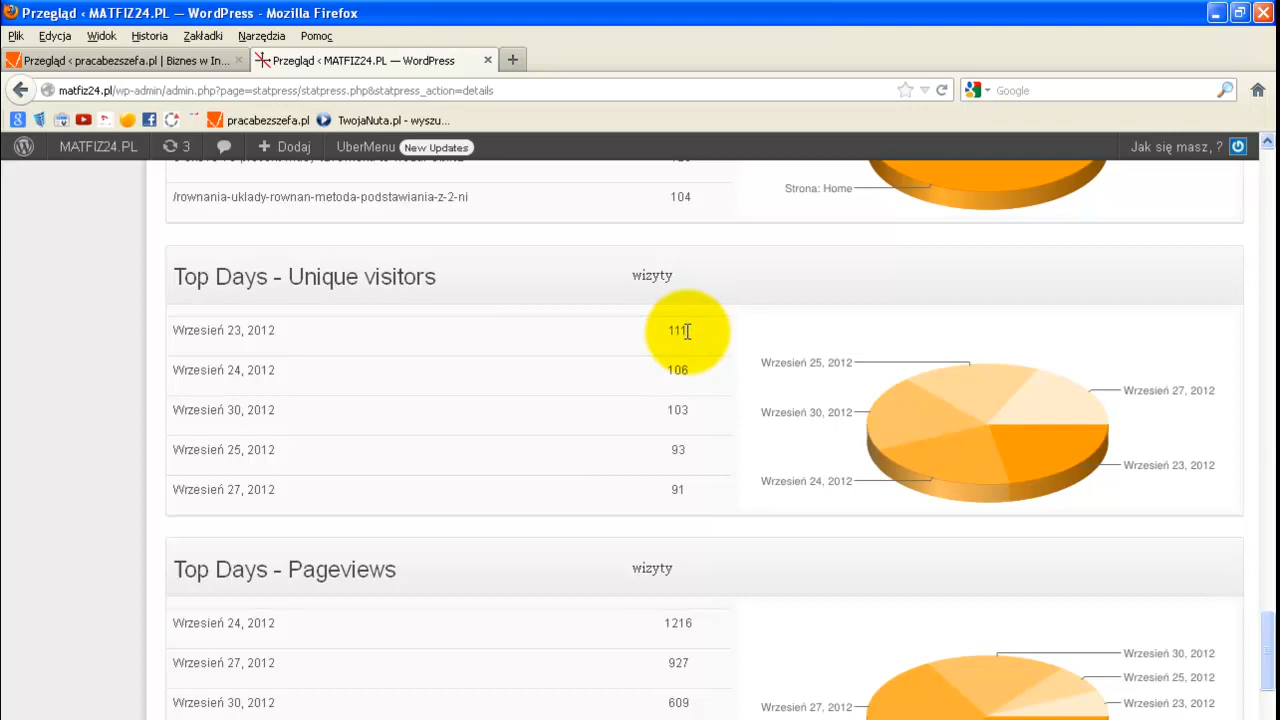 Przegląd ‹ MATFIZ24.PL — WordPress - Mozilla Firefox
Plik Edycja Widok Historia Zakładki Narzędzia Pomoc
Przegląd ‹ pracabezszefa.pl | Biznes w In... Przegląd ‹ MATFIZ24.PL — WordPress
matfiz24.pl/wp-admin/admin.php?page=statpress/statpress.php&statpress_action=details Google
pracabezszefa.pl TwojaNuta.pl - wyszu...
MATFIZ24.PL 3 Dodaj UberMenu New Updates Jak się masz, ?
Strona: Home
/rownania-uklady-rownan-metoda-podstawiania-z-2-ni 104
Top Days - Unique visitors wizyty
Wrzesień 23, 2012 111
Wrzesień 24, 2012 106
Wrzesień 30, 2012 103
Wrzesień 25, 2012 93
Wrzesień 27, 2012 91
Wrzesień 25, 2012
Wrzesień 27, 2012
Wrzesień 30, 2012
Wrzesień 23, 2012
Wrzesień 24, 2012
Top Days - Pageviews wizyty
Wrzesień 24, 2012 1216
Wrzesień 27, 2012 927
Wrzesień 30, 2012 609
Wrzesień 30, 2012
Wrzesień 25, 2012
Wrzesień 23, 2012
Wrzesień 27, 2012